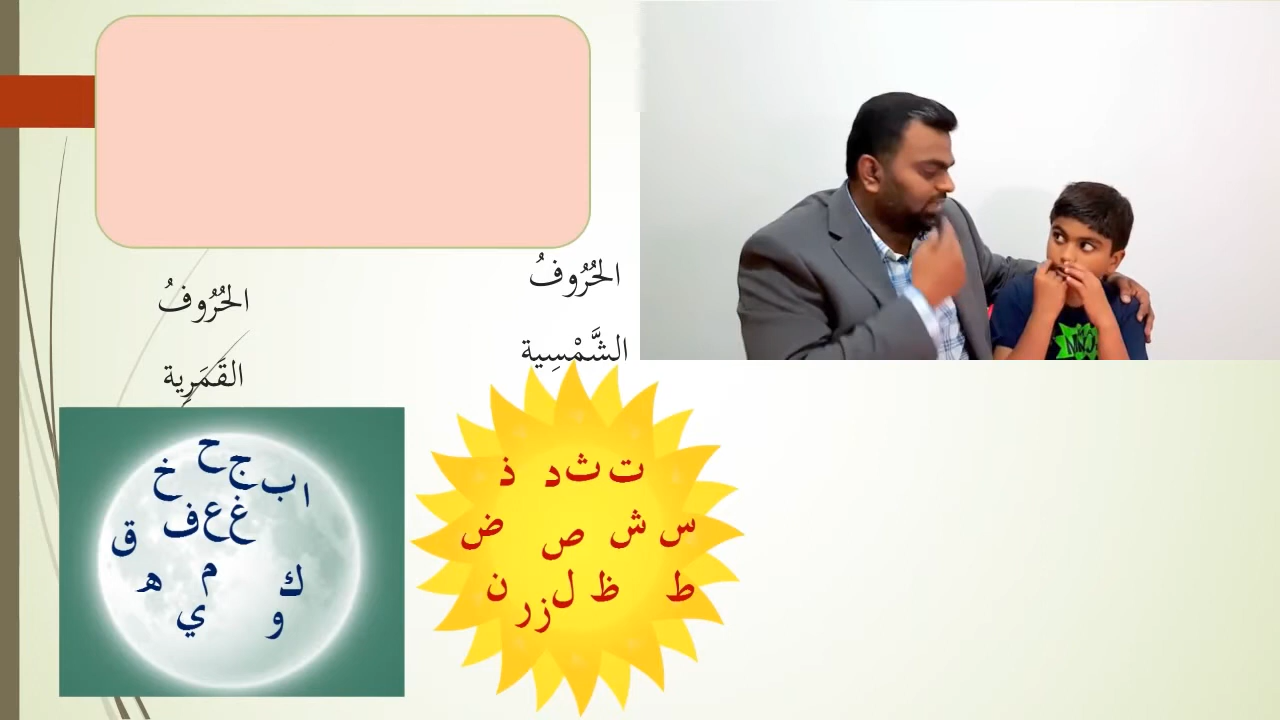 الحُرُوفُ
الشَّمْسِية
الحُرُوفُ
القَمَرِية
ت ث د ذ
س ش ص ض
ط ظ ل ز ر ن
ا ب ج ح خ
غ ع ف ق
ك م ه
و ي